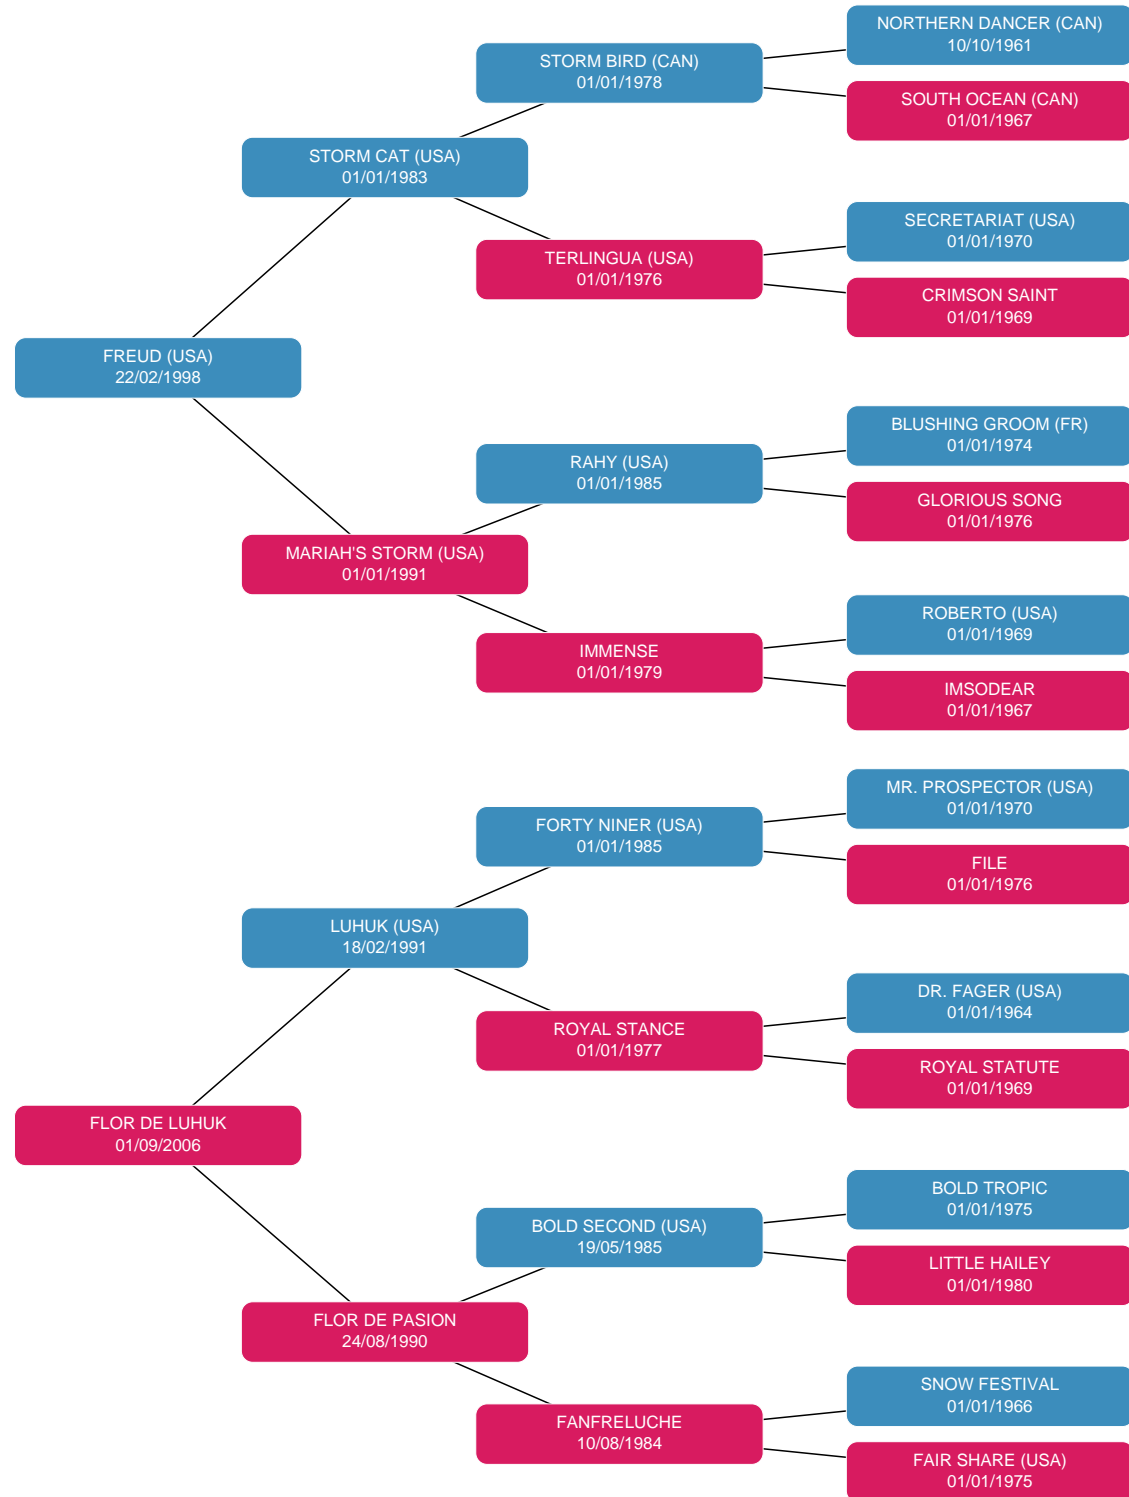 NORTHERN DANCER (CAN)
10/10/1961
STORM BIRD (CAN)
01/01/1978
SOUTH OCEAN (CAN)
01/01/1967
STORM CAT (USA)
01/01/1983
SECRETARIAT (USA)
01/01/1970
TERLINGUA (USA)
01/01/1976
CRIMSON SAINT
01/01/1969
FREUD (USA)
22/02/1998
BLUSHING GROOM (FR)
01/01/1974
RAHY (USA)
01/01/1985
GLORIOUS SONG
01/01/1976
MARIAH'S STORM (USA)
01/01/1991
ROBERTO (USA)
01/01/1969
IMMENSE
01/01/1979
IMSODEAR
01/01/1967
MR. PROSPECTOR (USA)
01/01/1970
FORTY NINER (USA)
01/01/1985
FILE
01/01/1976
LUHUK (USA)
18/02/1991
DR. FAGER (USA)
01/01/1964
ROYAL STANCE
01/01/1977
ROYAL STATUTE
01/01/1969
FLOR DE LUHUK
01/09/2006
BOLD TROPIC
01/01/1975
BOLD SECOND (USA)
19/05/1985
LITTLE HAILEY
01/01/1980
FLOR DE PASION
24/08/1990
SNOW FESTIVAL
01/01/1966
FANFRELUCHE
10/08/1984
FAIR SHARE (USA)
01/01/1975